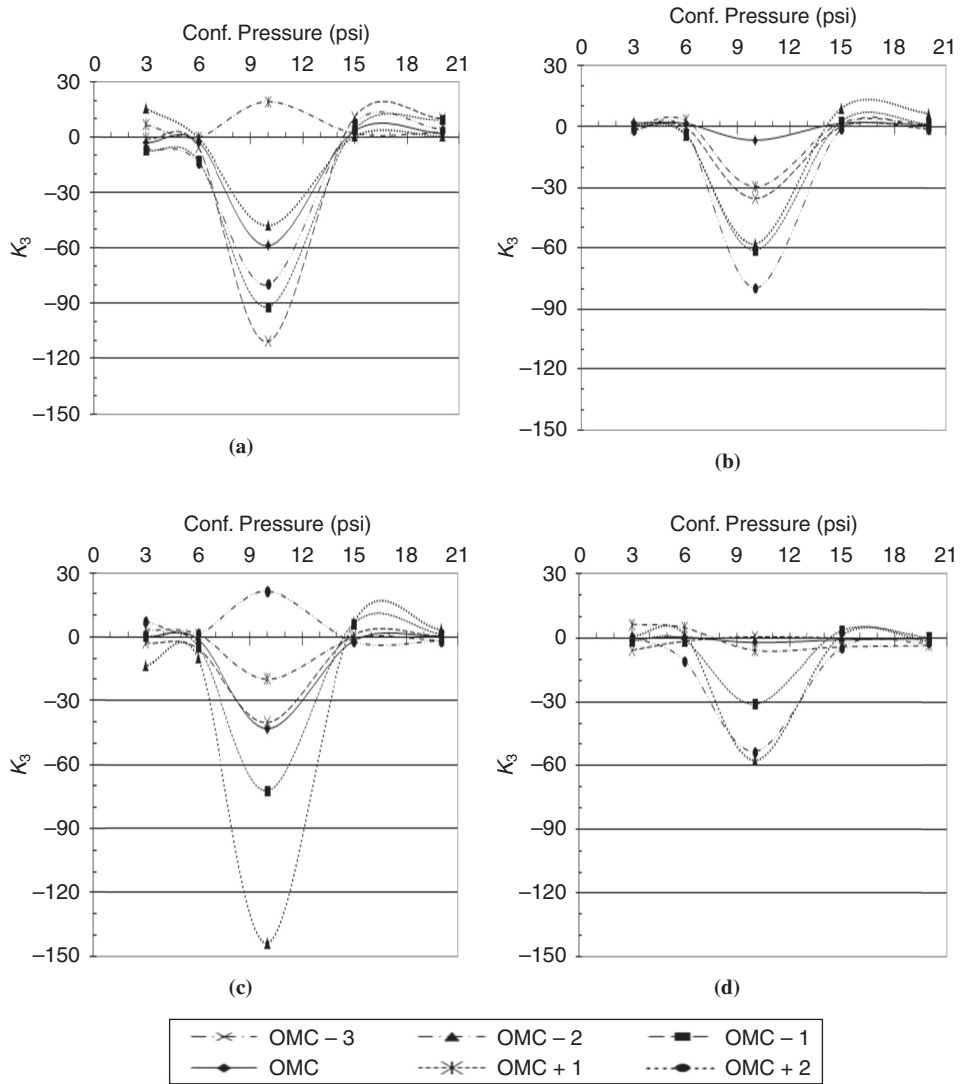 Conf. Pressure (psi)
0 3 6 9 12 15 18 21
30
0
–30
–60
–90
–120
–150
K3
(a)
Conf. Pressure (psi)
0 3 6 9 12 15 18 21
30
0
–30
–60
–90
–120
–150
K3
(b)
Conf. Pressure (psi)
0 3 6 9 12 15 18 21
30
0
–30
–60
–90
–120
–150
K3
(c)
Conf. Pressure (psi)
0 3 6 9 12 15 18 21
30
0
–30
–60
–90
–120
–150
K3
(d)
OMC – 3 OMC – 2 OMC – 1
OMC OMC + 1 OMC + 2